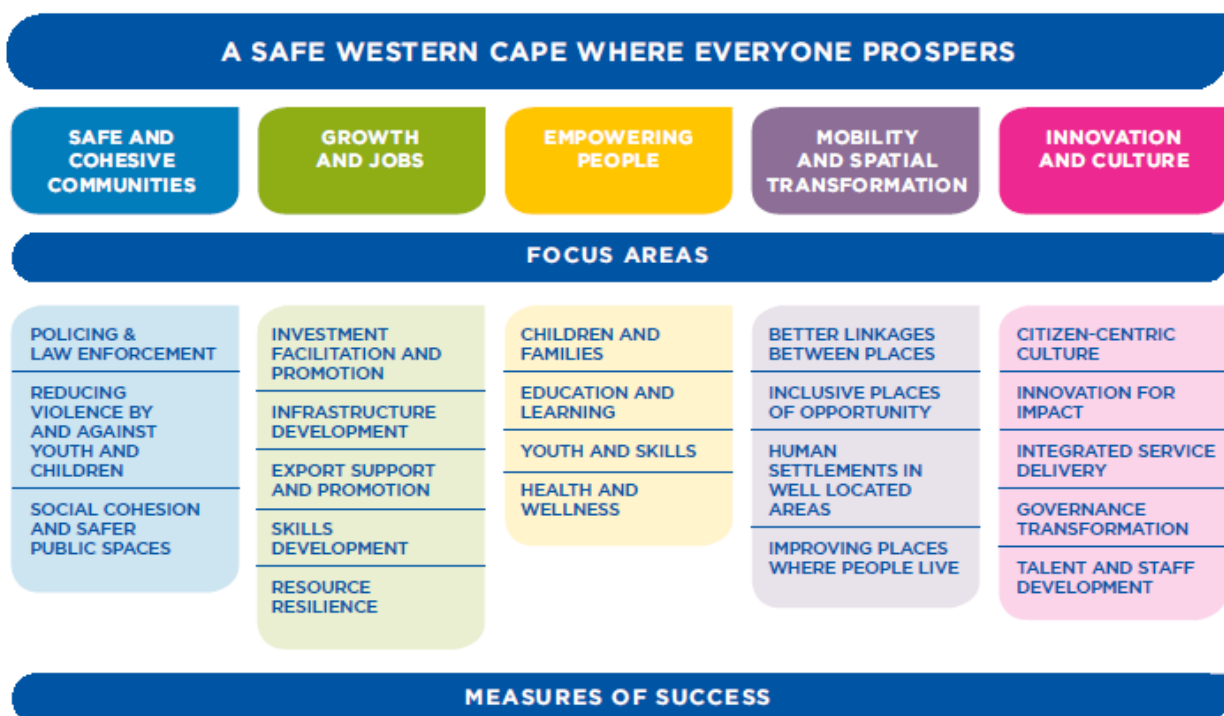 A SAFE WESTERN CAPE WHERE EVERYONE PROSPERS
SAFE AND
COHESIVE
COMMUNITIES
GROWTH
AND JOBS
EMPOWERING
PEOPLE
MOBILITY
AND SPATIAL
TRANSFORMATION
INNOVATION
AND CULTURE
FOCUS AREAS
POLICING &
LAW ENFORCEMENT
REDUCING
VIOLENCE BY
AND AGAINST
YOUTH AND
CHILDREN
SOCIAL COHESION
AND SAFER
PUBLIC SPACES
INVESTMENT
FACILITATION AND
PROMOTION
INFRASTRUCTURE
DEVELOPMENT
EXPORT SUPPORT
AND PROMOTION
SKILLS
DEVELOPMENT
RESOURCE
RESILIENCE
CHILDREN AND
FAMILIES
EDUCATION AND
LEARNING
YOUTH AND SKILLS
HEALTH AND
WELLNESS
BETTER LINKAGES
BETWEEN PLACES
INCLUSIVE PLACES
OF OPPORTUNITY
HUMAN
SETTLEMENTS IN
WELL LOCATED
AREAS
IMPROVING PLACES
WHERE PEOPLE LIVE
CITIZEN-CENTRIC
CULTURE
INNOVATION FOR
IMPACT
INTEGRATED SERVICE
DELIVERY
GOVERNANCE
TRANSFORMATION
TALENT AND STAFF
DEVELOPMENT
MEASURES OF SUCCESS